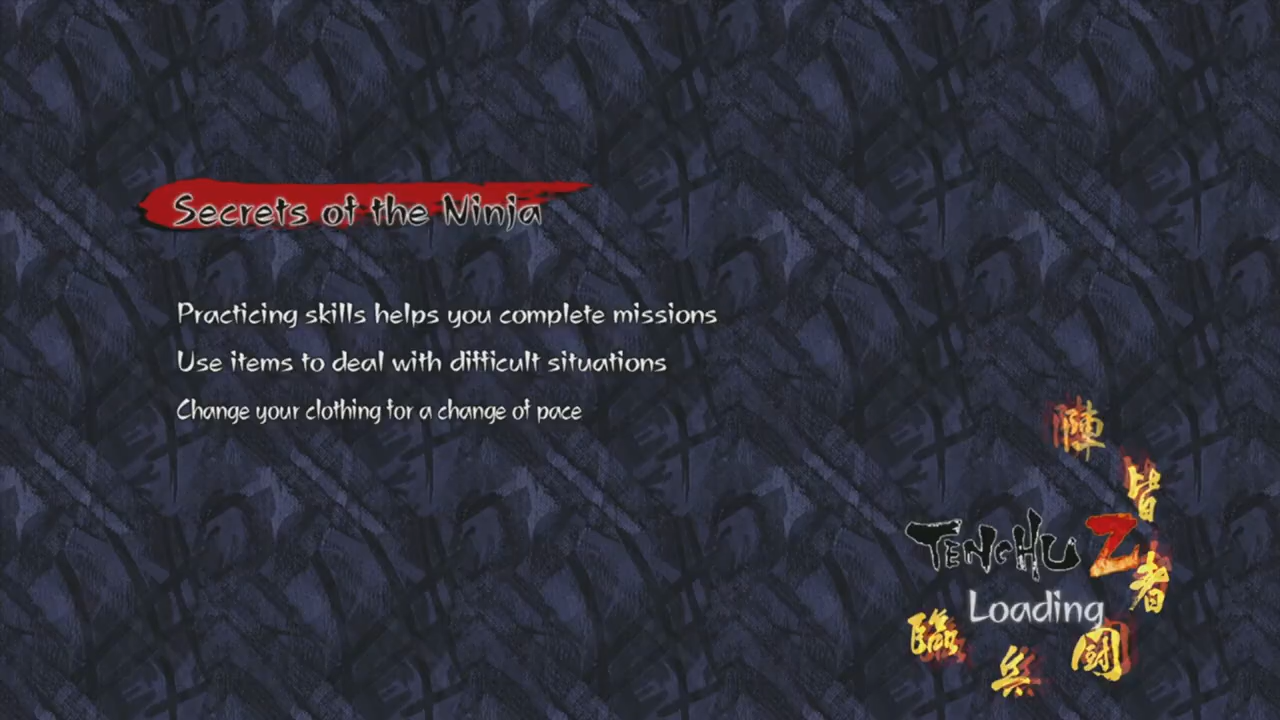 Secrets of the Ninja
Practicing skills helps you complete missions
Use items to deal with difficult situations
Change your clothing for a change of pace
陣
皆
TENCHU Z
者
Loading
臨
兵
闘